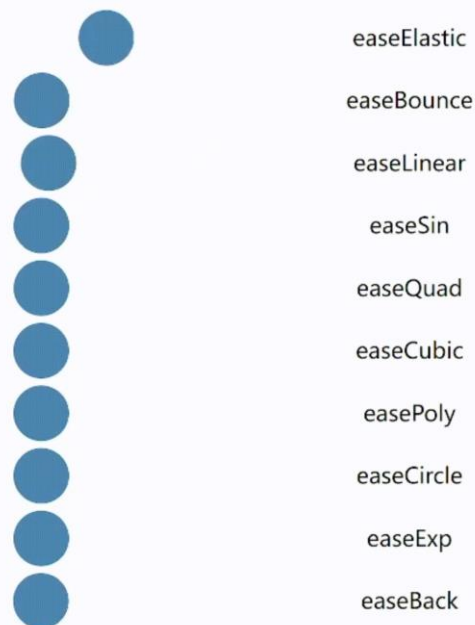 easeElastic
easeBounce
easeLinear
easeSin
easeQuad
easeCubic
easePoly
easeCircle
easeExp
easeBack